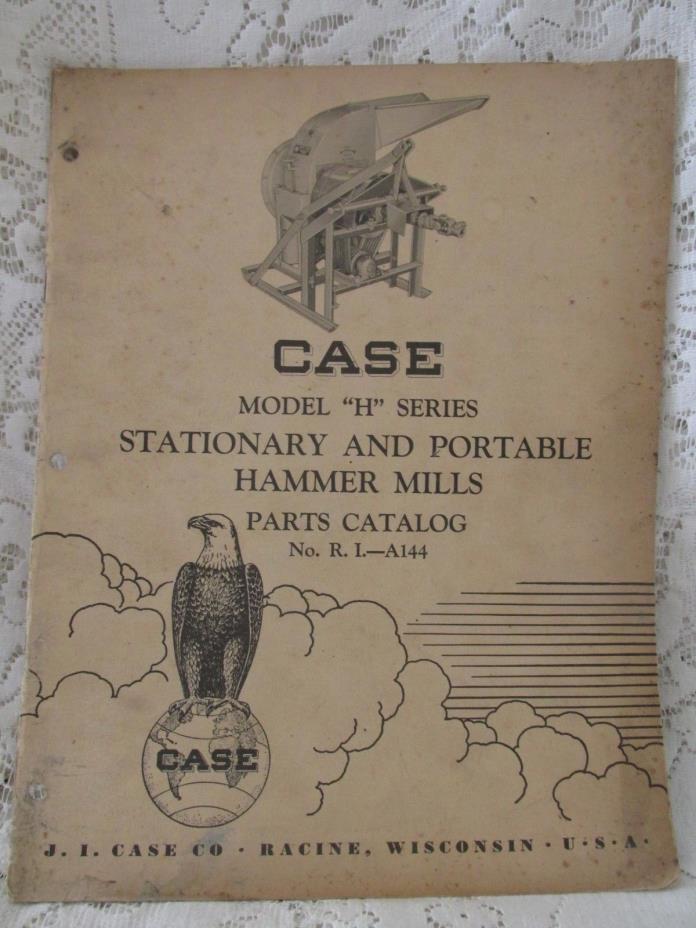 CASE
MODEL "H" SERIES
STATIONARY AND PORTABLE
HAMMER MILLS
PARTS CATALOG
No. R. I.—A144
CASE
J. I. CASE CO · RACINE, WISCONSIN · U·S·A·